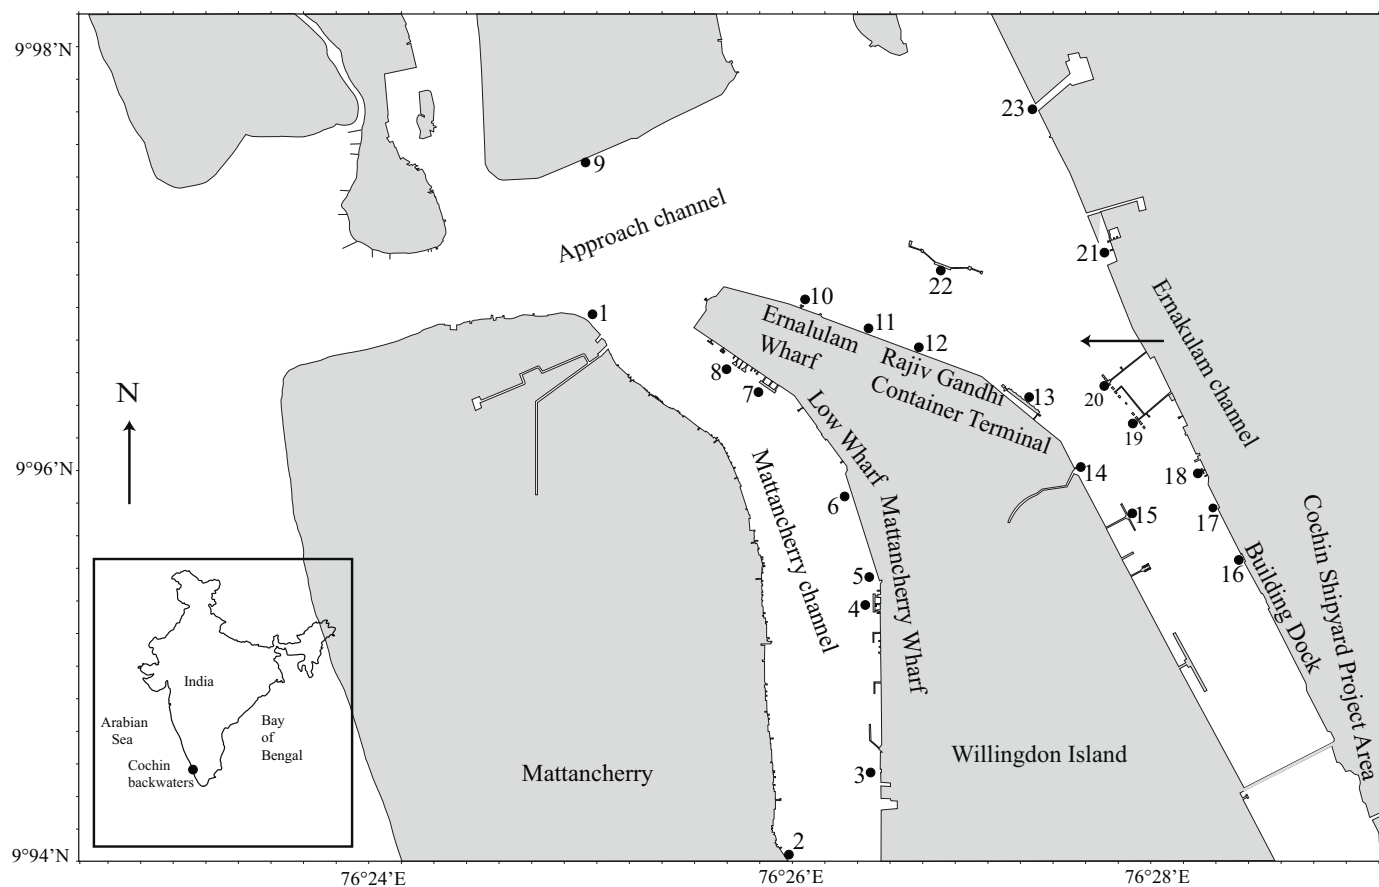 9°98’N
23
9
Approach channel
21
22
10
1
11
Ernalulam
Wharf
12
Rajiv Gandhi
Container Terminal
Ernakulam channel
8
7
13
20
N
Low Wharf
19
9°96’N
Mattancherry channel
14
18
6
Mattancherry Wharf
15
17
Cochin Shipyard Project Area
Building Dock
16
5
4
India
Arabian
Sea
Bay
of
Bengal
Cochin
backwaters
Mattancherry
Willingdon Island
3
2
9°94’N
76°24’E
76°26’E
76°28’E